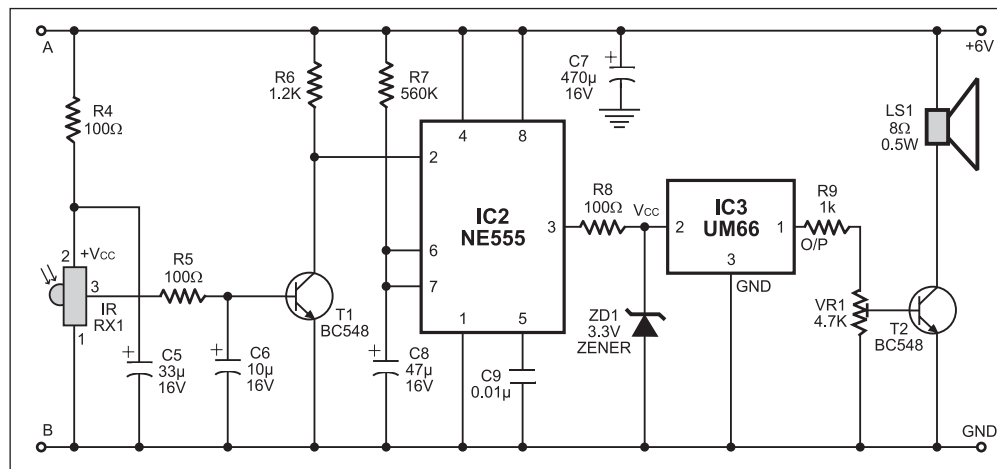 A
+6V
R4
100Ω
R6
1.2K
R7
560K
C7
+
470µ
16V
LS1
8Ω
0.5W
4
8
2
IC2
NE555
3
6
7
1
5
R8
100Ω
VCC
2
IC3
UM66
1
3
GND
R9
1k
O/P
2
+VCC
3
IR
RX1
1
R5
100Ω
T1
BC548
+
C5
33µ
16V
+
C6
10µ
16V
+
C8
47µ
16V
C9
0.01µ
ZD1
3.3V
ZENER
VR1
4.7K
T2
BC548
B
GND